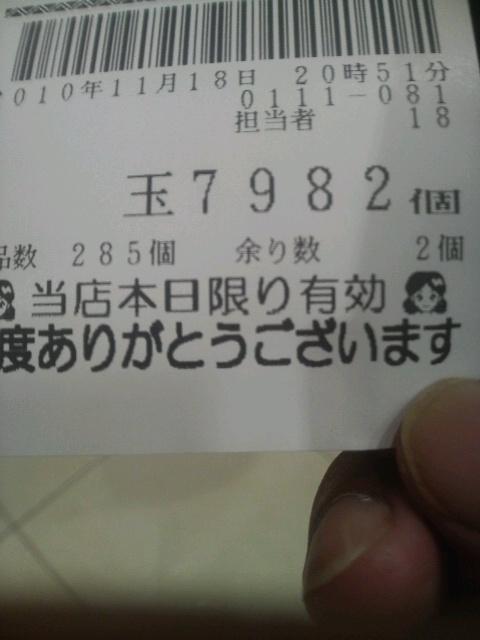 010年11月18日 20時51分
0111-081
担当者 18
玉7982個
品数 285個 余り数 2個
当店本日限り有効
度ありがとうございます